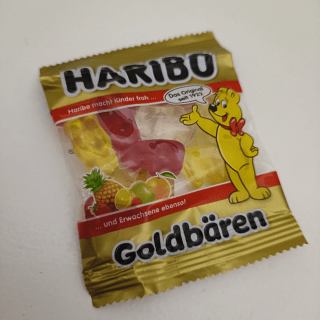 HARIBO
Haribo macht Kinder froh ...
Das Original
seit 1922
... und Erwachsene ebenso!
Goldbären